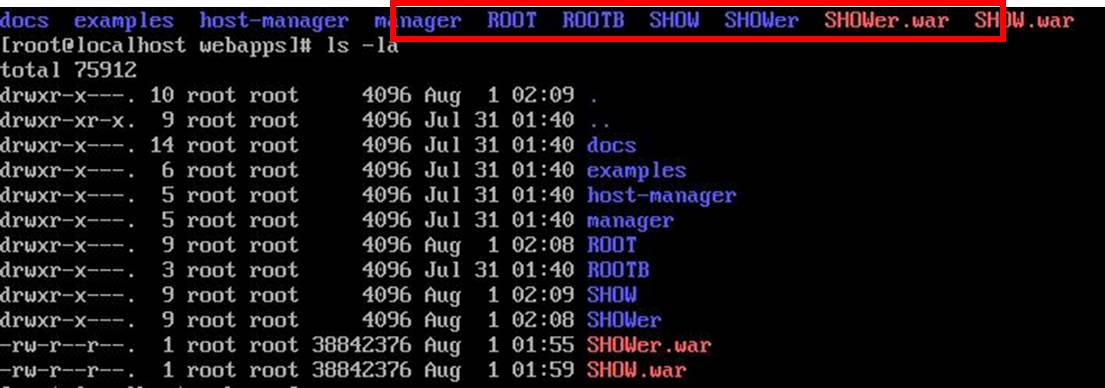 docs examples host-manager manager ROOT ROOTB SHOW SHOWer SHOWer.war SHOW.war
[root@localhost webapps]# ls -la
total 75912
drwxr-x---. 10 root root 4096 Aug 1 02:09 .
drwxr-xr-x. 9 root root 4096 Jul 31 01:40 ..
drwxr-x---. 14 root root 4096 Jul 31 01:40 docs
drwxr-x---. 6 root root 4096 Jul 31 01:40 examples
drwxr-x---. 5 root root 4096 Jul 31 01:40 host-manager
drwxr-x---. 5 root root 4096 Jul 31 01:40 manager
drwxr-x---. 9 root root 4096 Aug 1 02:08 ROOT
drwxr-x---. 3 root root 4096 Jul 31 01:40 ROOTB
drwxr-x---. 9 root root 4096 Aug 1 02:09 SHOW
drwxr-x---. 9 root root 4096 Aug 1 02:08 SHOWer
-rw-r--r--. 1 root root 38842376 Aug 1 01:55 SHOWer.war
-rw-r--r--. 1 root root 38842376 Aug 1 01:59 SHOW.war